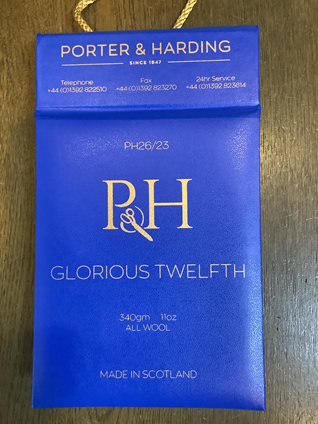 PORTER & HARDING
SINCE 1947
Telephone Fax 24hr Service
+44 (0)1392 822510 +44 (0)1392 823270 +44 (0)1392 823614
PH26/23
P&H
GLORIOUS TWELFTH
340gm 11oz
ALL WOOL
MADE IN SCOTLAND